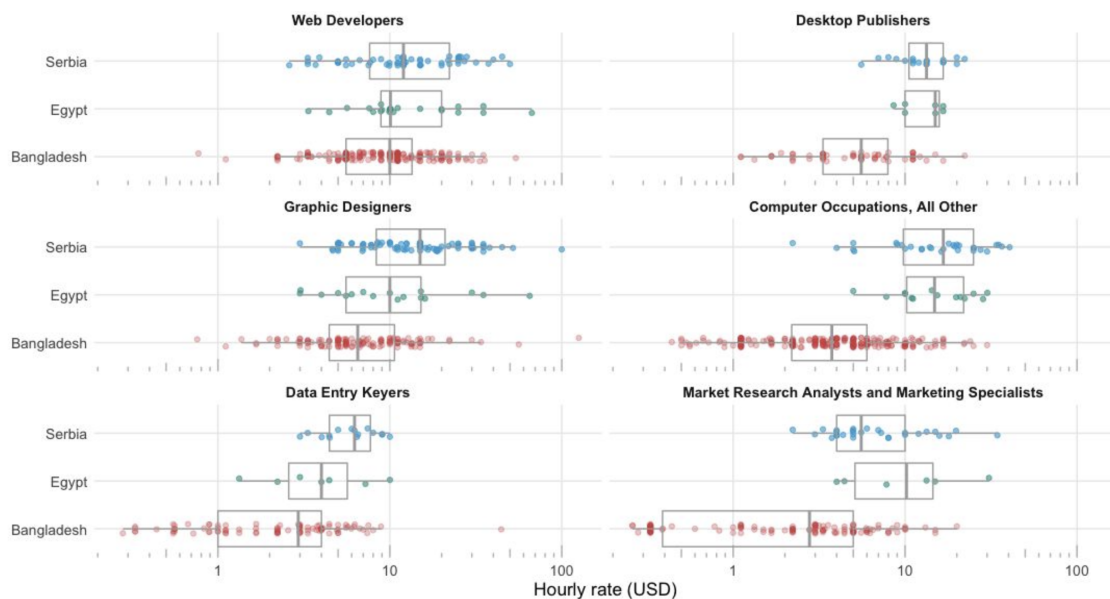 Web Developers
Desktop Publishers
Serbia
Egypt
Bangladesh
Graphic Designers
Computer Occupations, All Other
Serbia
Egypt
Bangladesh
Data Entry Keyers
Market Research Analysts and Marketing Specialists
Serbia
Egypt
Bangladesh
1 10 100 1 10 100
Hourly rate (USD)